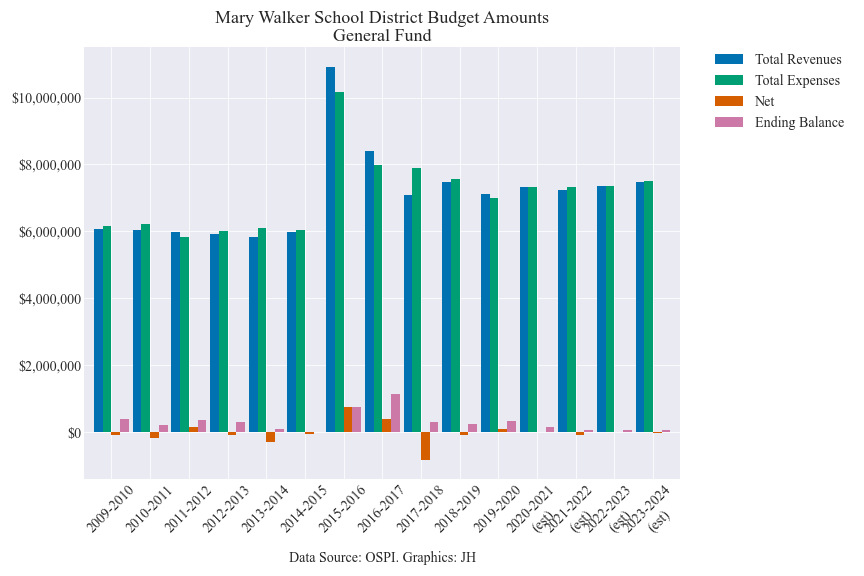 Mary Walker School District Budget Amounts
General Fund
Total Revenues
Total Expenses
Net
Ending Balance
$10,000,000
$8,000,000
$6,000,000
$4,000,000
$2,000,000
$0
2009-2010
2010-2011
2011-2012
2012-2013
2013-2014
2014-2015
2015-2016
2016-2017
2017-2018
2018-2019
2019-2020
2020-2021
(est)
2021-2022
(est)
2022-2023
(est)
2023-2024
(est)
Data Source: OSPI. Graphics: JH